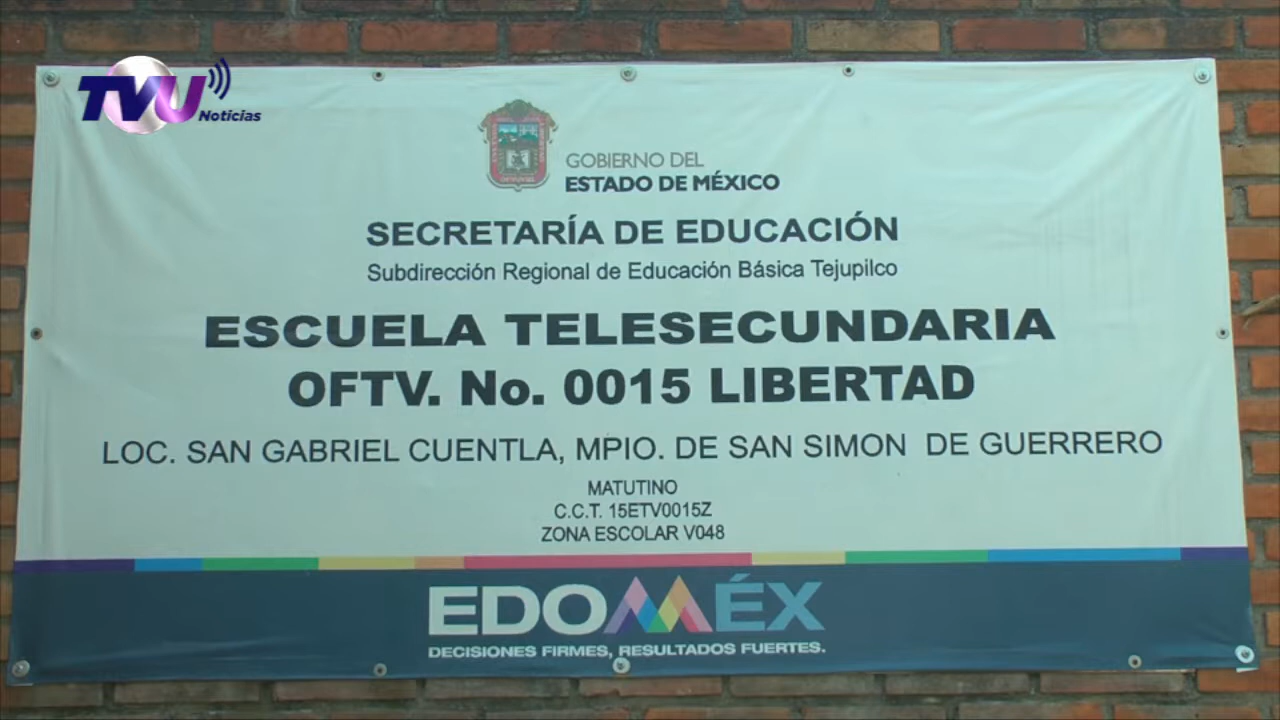 TVU Noticias
GOBIERNO DEL
ESTADO DE MÉXICO
SECRETARÍA DE EDUCACIÓN
Subdirección Regional de Educación Básica Tejupilco
ESCUELA TELESECUNDARIA
OFTV. No. 0015 LIBERTAD
LOC. SAN GABRIEL CUENTLA, MPIO. DE SAN SIMON DE GUERRERO
MATUTINO
C.C.T. 15ETV0015Z
ZONA ESCOLAR V048
EDOMÉX
DECISIONES FIRMES, RESULTADOS FUERTES.